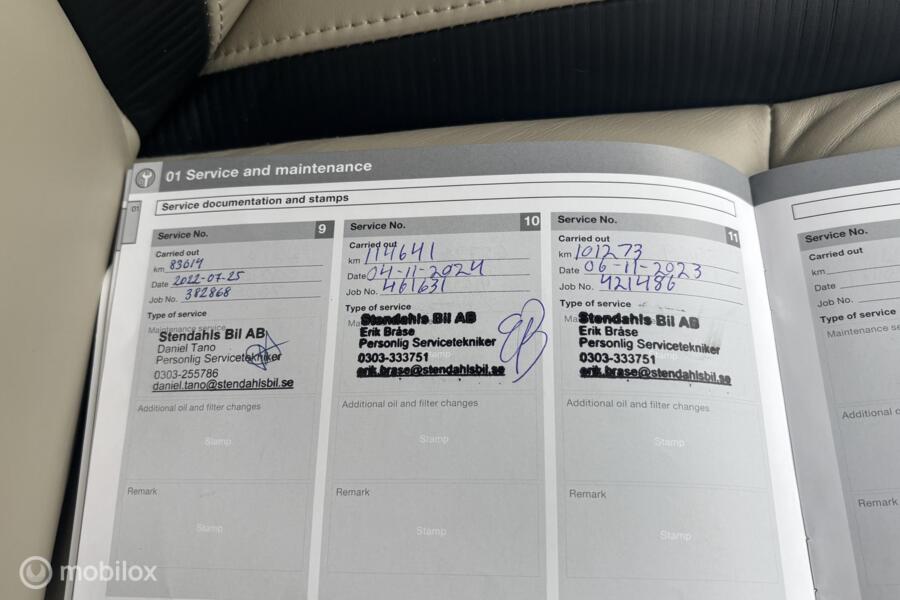 01 Service and maintenance
01
Service documentation and stamps
Service No. 9
Carried out
km 83614
Date 2022-07-25
Job No. 382868
Type of service
Maintenance service
Stendahls Bil AB
Daniel Tano
Personlig Servicetekniker
0303-255786
daniel.tano@stendahlsbil.se
Additional oil and filter changes
Stamp
Remark
Stamp
Service No. 10
Carried out
km 114641
Date 04-11-2024
Job No. 461631
Type of service
Stendahls Bil AB
Erik Bråse
Personlig Servicetekniker
0303-333751
erik.brase@stendahlsbil.se
Additional oil and filter changes
Stamp
Remark
Stamp
Service No. 11
Carried out
km 101273
Date 06-11-2023
Job No. 421486
Type of service
Stendahls Bil AB
Erik Bråse
Personlig Servicetekniker
0303-333751
erik.brase@stendahlsbil.se
Additional oil and filter changes
Stamp
Remark
Stamp
Service No.
Carried out
km
Date
Job No.
Type of service
Maintenance se
Additional o
Remark
mobilox